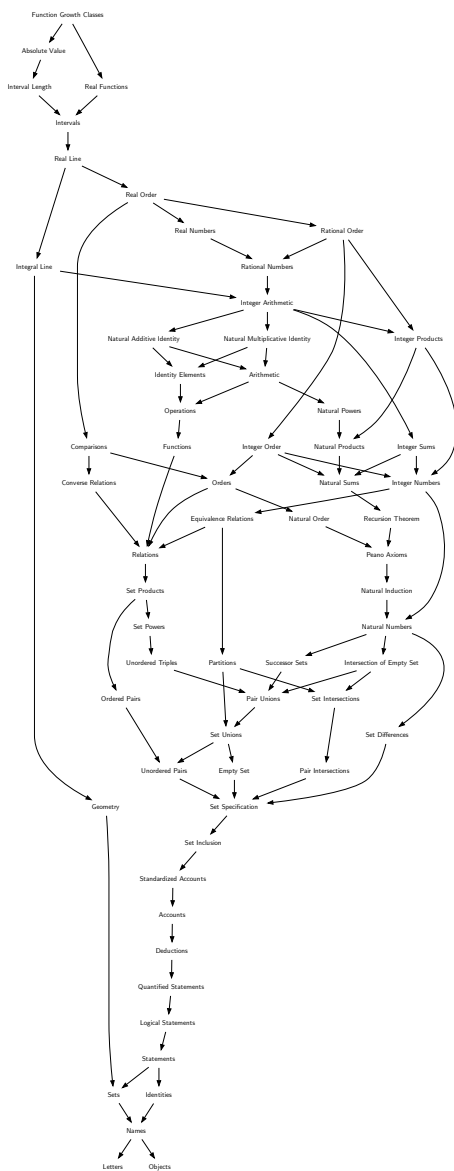 Function Growth Classes
Absolute Value
Interval Length
Real Functions
Intervals
Real Line
Real Order
Real Numbers
Rational Order
Integral Line
Rational Numbers
Integer Arithmetic
Natural Additive Identity
Natural Multiplicative Identity
Integer Products
Identity Elements
Arithmetic
Operations
Natural Powers
Comparisons
Functions
Integer Order
Natural Products
Integer Sums
Converse Relations
Orders
Natural Sums
Integer Numbers
Equivalence Relations
Natural Order
Recursion Theorem
Relations
Peano Axioms
Set Products
Natural Induction
Set Powers
Natural Numbers
Unordered Triples
Partitions
Successor Sets
Intersection of Empty Set
Ordered Pairs
Pair Unions
Set Intersections
Set Unions
Set Differences
Unordered Pairs
Empty Set
Pair Intersections
Geometry
Set Specification
Set Inclusion
Standardized Accounts
Accounts
Deductions
Quantified Statements
Logical Statements
Statements
Sets
Identities
Names
Letters
Objects